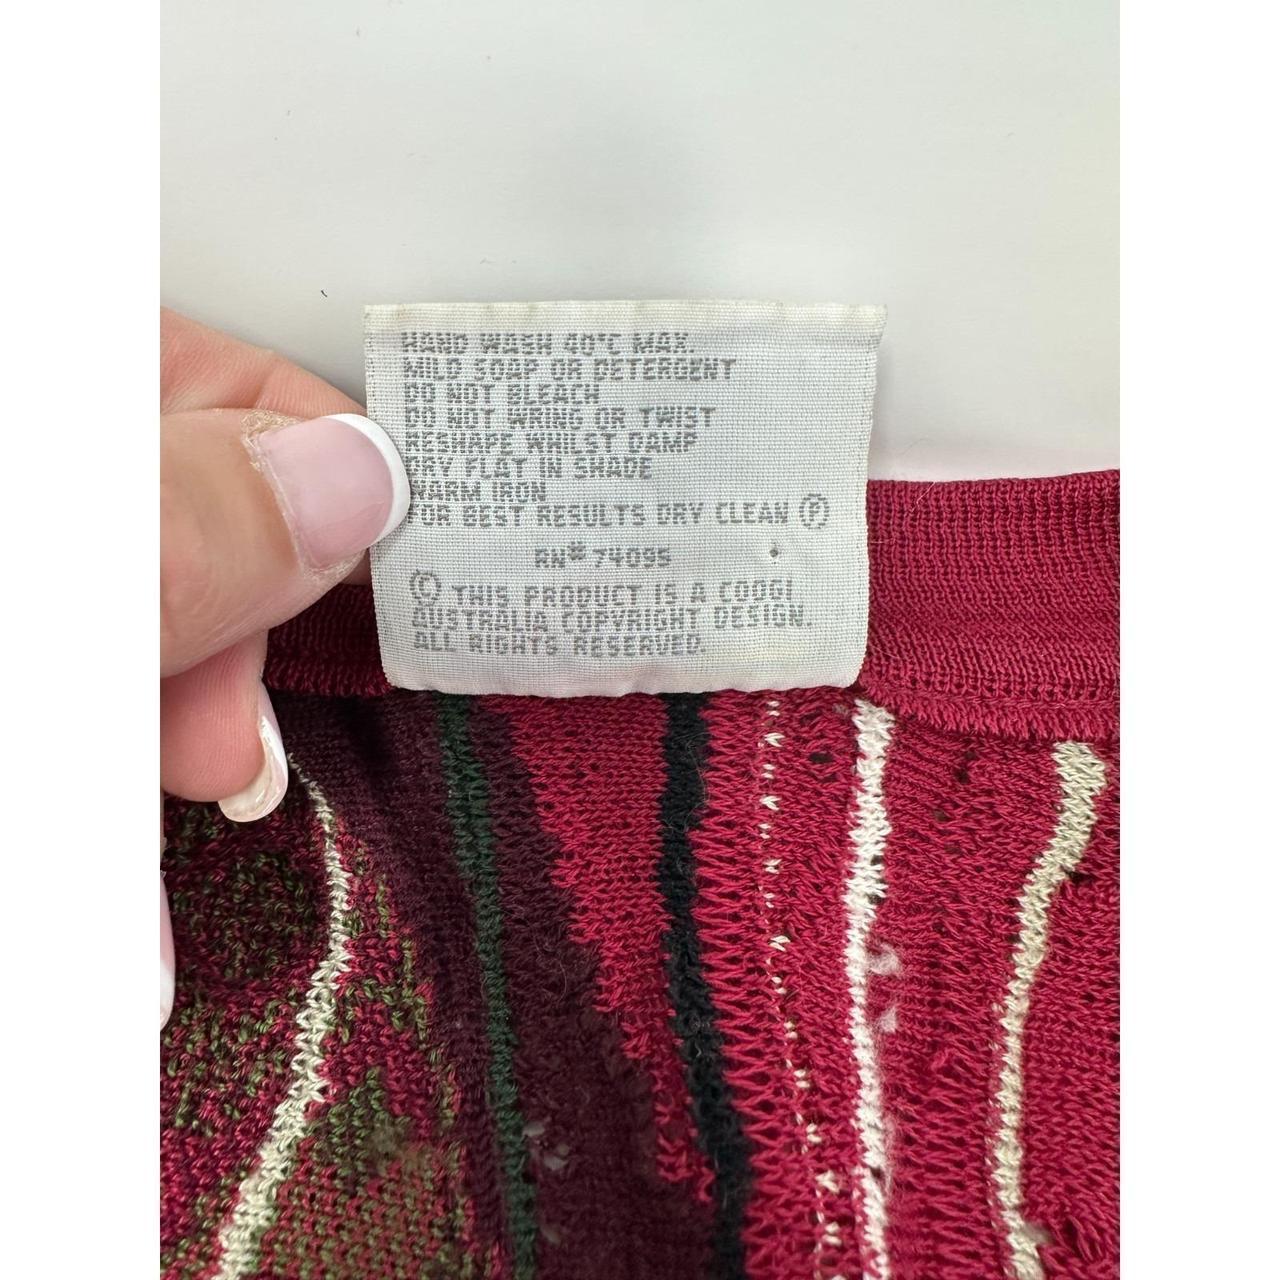 HAND WASH 40°C MAX.
MILD SOAP OR DETERGENT
DO NOT BLEACH
DO NOT WRING OR TWIST
RESHAPE WHILST DAMP
DRY FLAT IN SHADE
WARM IRON
FOR BEST RESULTS DRY CLEAN Ⓟ
RN# 74095
© THIS PRODUCT IS A COOGI
AUSTRALIA COPYRIGHT DESIGN.
ALL RIGHTS RESERVED.